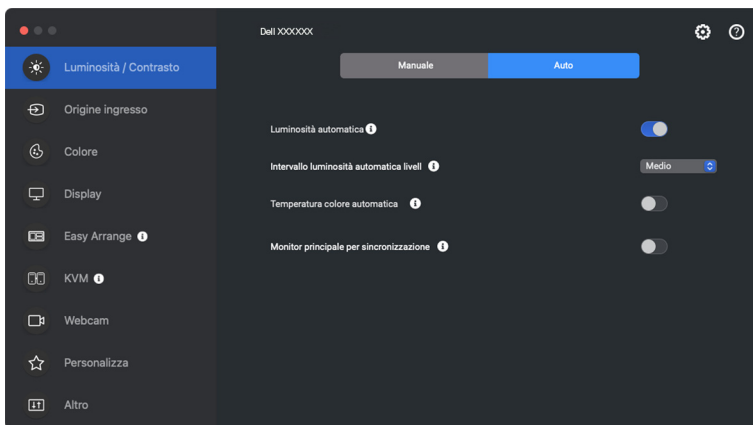 Dell XXXXXX
Luminosità / Contrasto
Manuale
Auto
Origine ingresso
Luminosità automatica
Colore
Intervallo luminosità automatica livell
Medio
Display
Temperatura colore automatica
Easy Arrange
Monitor principale per sincronizzazione
KVM
Webcam
Personalizza
Altro